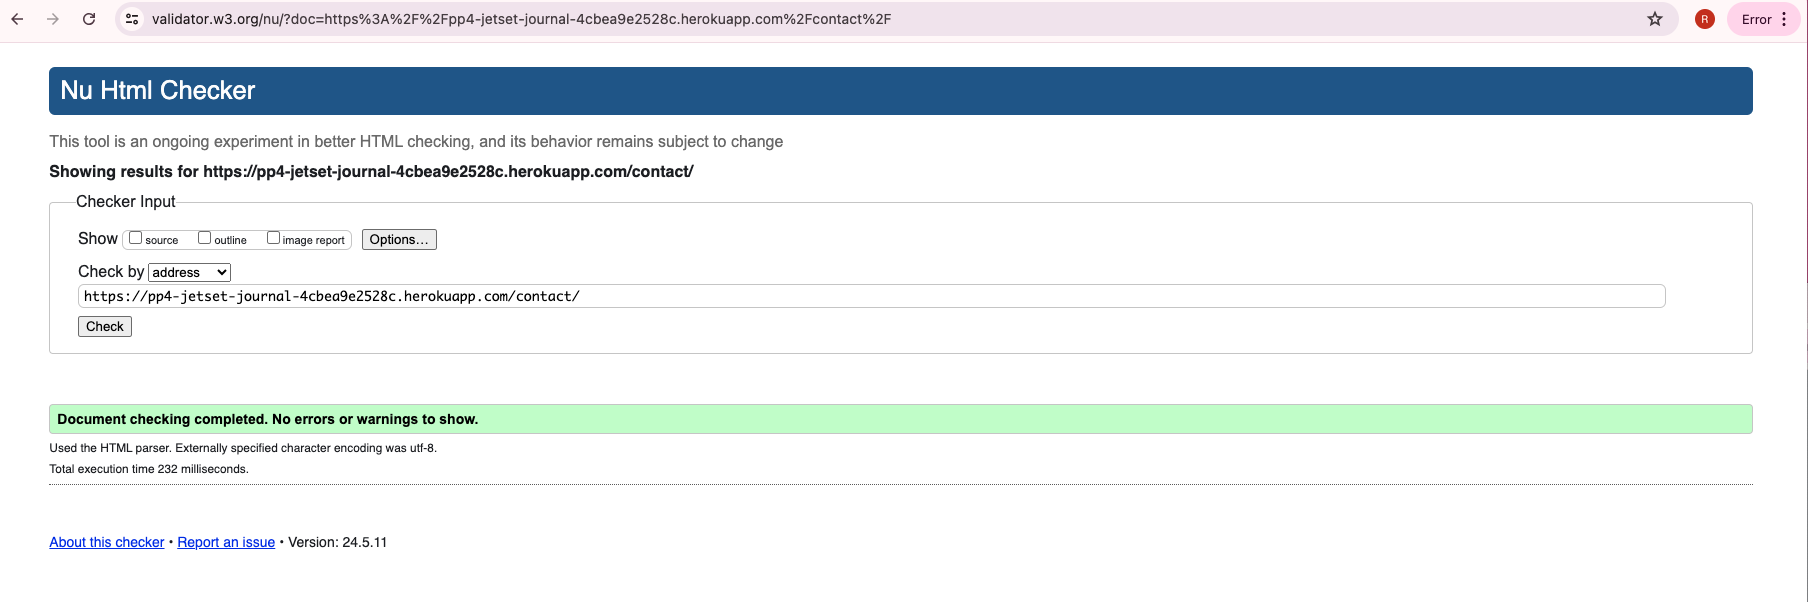 validator.w3.org/nu/?doc=https%3A%2F%2Fpp4-jetset-journal-4cbea9e2528c.herokuapp.com%2Fcontact%2F
R
Error
Nu Html Checker
This tool is an ongoing experiment in better HTML checking, and its behavior remains subject to change
Showing results for https://pp4-jetset-journal-4cbea9e2528c.herokuapp.com/contact/
Checker Input
Show source outline image report Options...
Check by address
https://pp4-jetset-journal-4cbea9e2528c.herokuapp.com/contact/
Check
Document checking completed. No errors or warnings to show.
Used the HTML parser. Externally specified character encoding was utf-8.
Total execution time 232 milliseconds.
About this checker • Report an issue • Version: 24.5.11